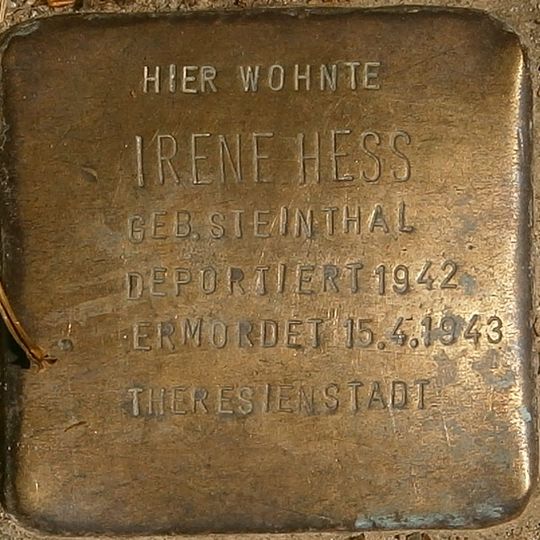 HIER WOHNTE
IRENE HESS
GEB. STEINTHAL
DEPORTIERT 1942
ERMORDET 15.4.1943
THERESIENSTADT